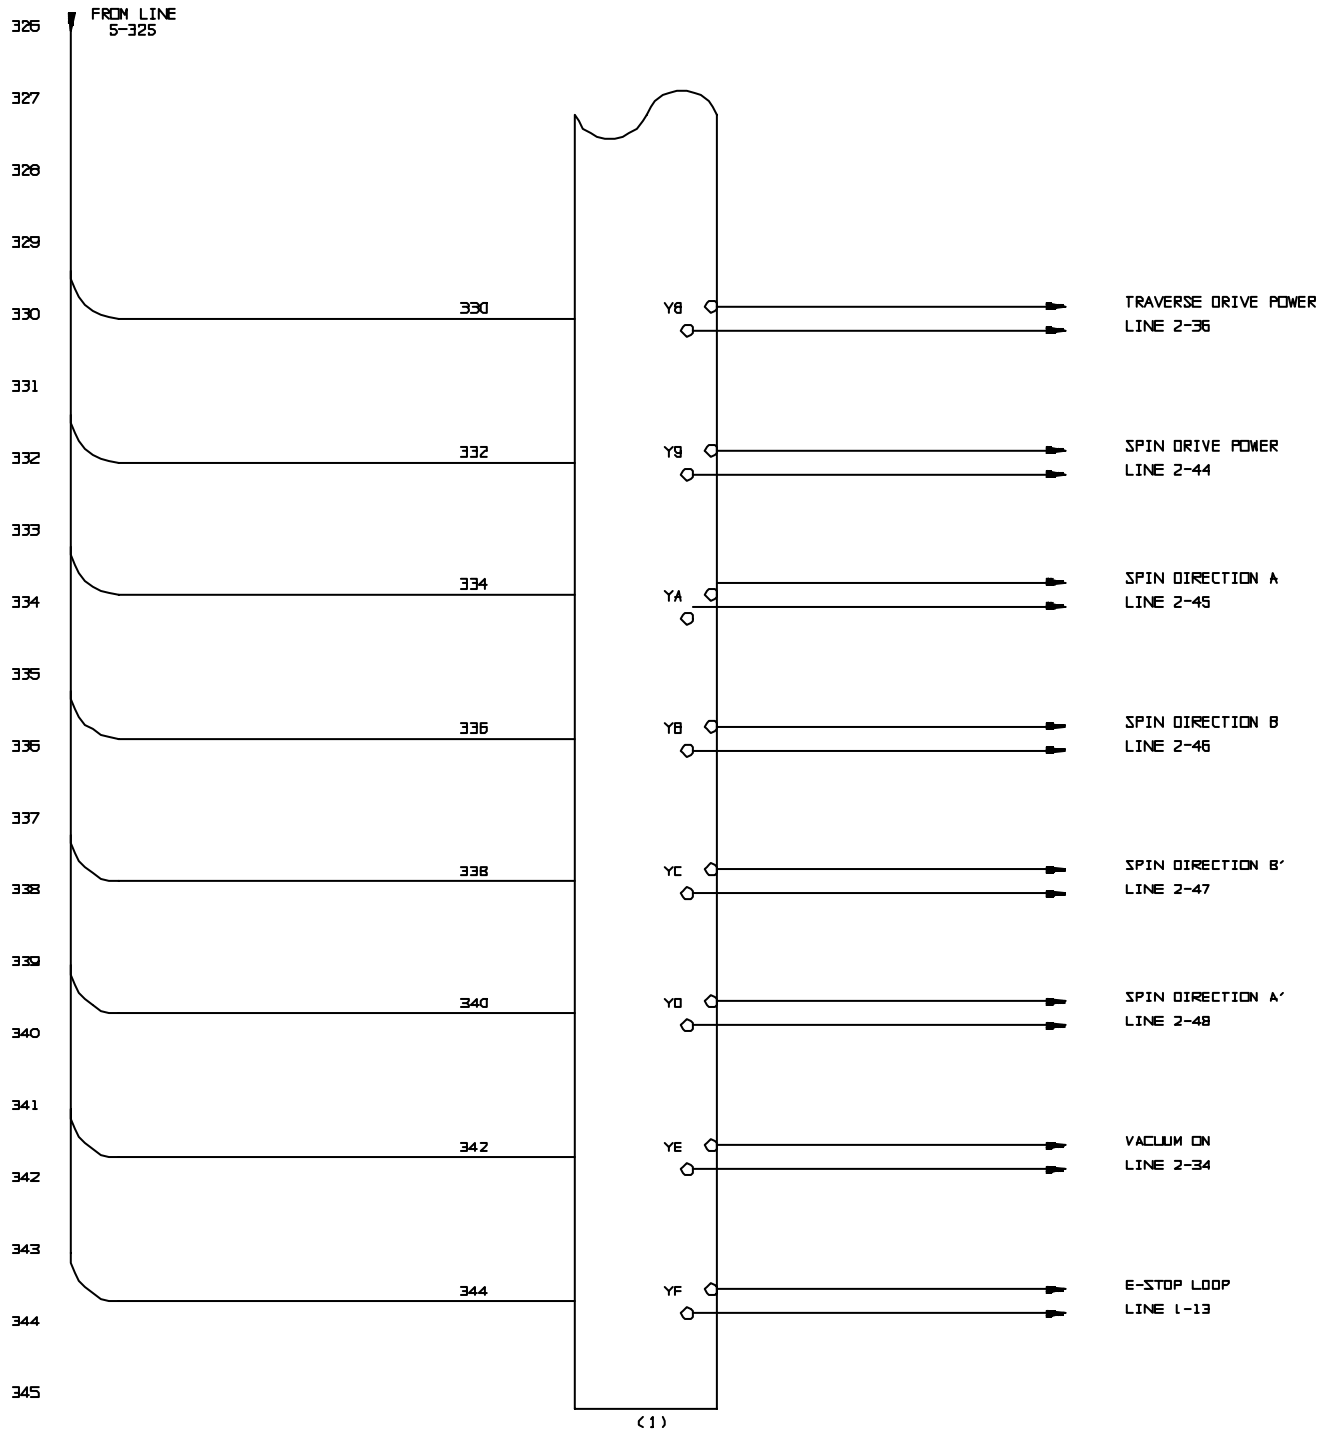 326
FROM LINE
5-325
327
328
329
330
330
Y8
TRAVERSE DRIVE POWER
LINE 2-36
331
332
332
Y9
SPIN DRIVE POWER
LINE 2-44
333
334
334
YA
SPIN DIRECTION A
LINE 2-45
335
336
336
YB
SPIN DIRECTION B
LINE 2-46
337
338
338
YC
SPIN DIRECTION B'
LINE 2-47
339
340
340
YD
SPIN DIRECTION A'
LINE 2-48
341
342
342
YE
VACUUM ON
LINE 2-34
343
344
344
YF
E-STOP LOOP
LINE 1-13
345
(1)